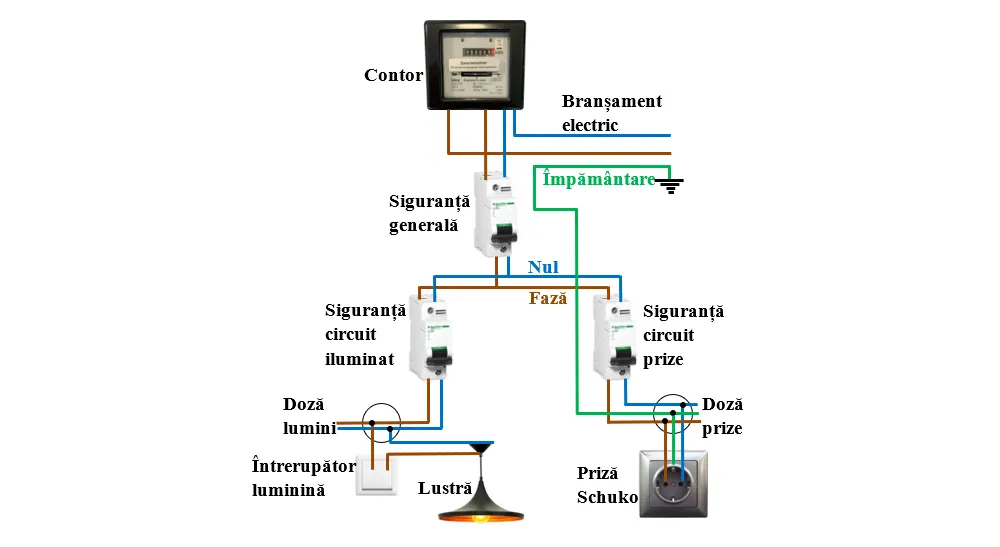 Contor
Branșament
electric
Împământare
Siguranță
generală
Nul
Fază
Siguranță
circuit
iluminat
Siguranță
circuit
prize
Doză
lumini
Doză
prize
Întrerupător
luminină
Lustră
Priză
Schuko